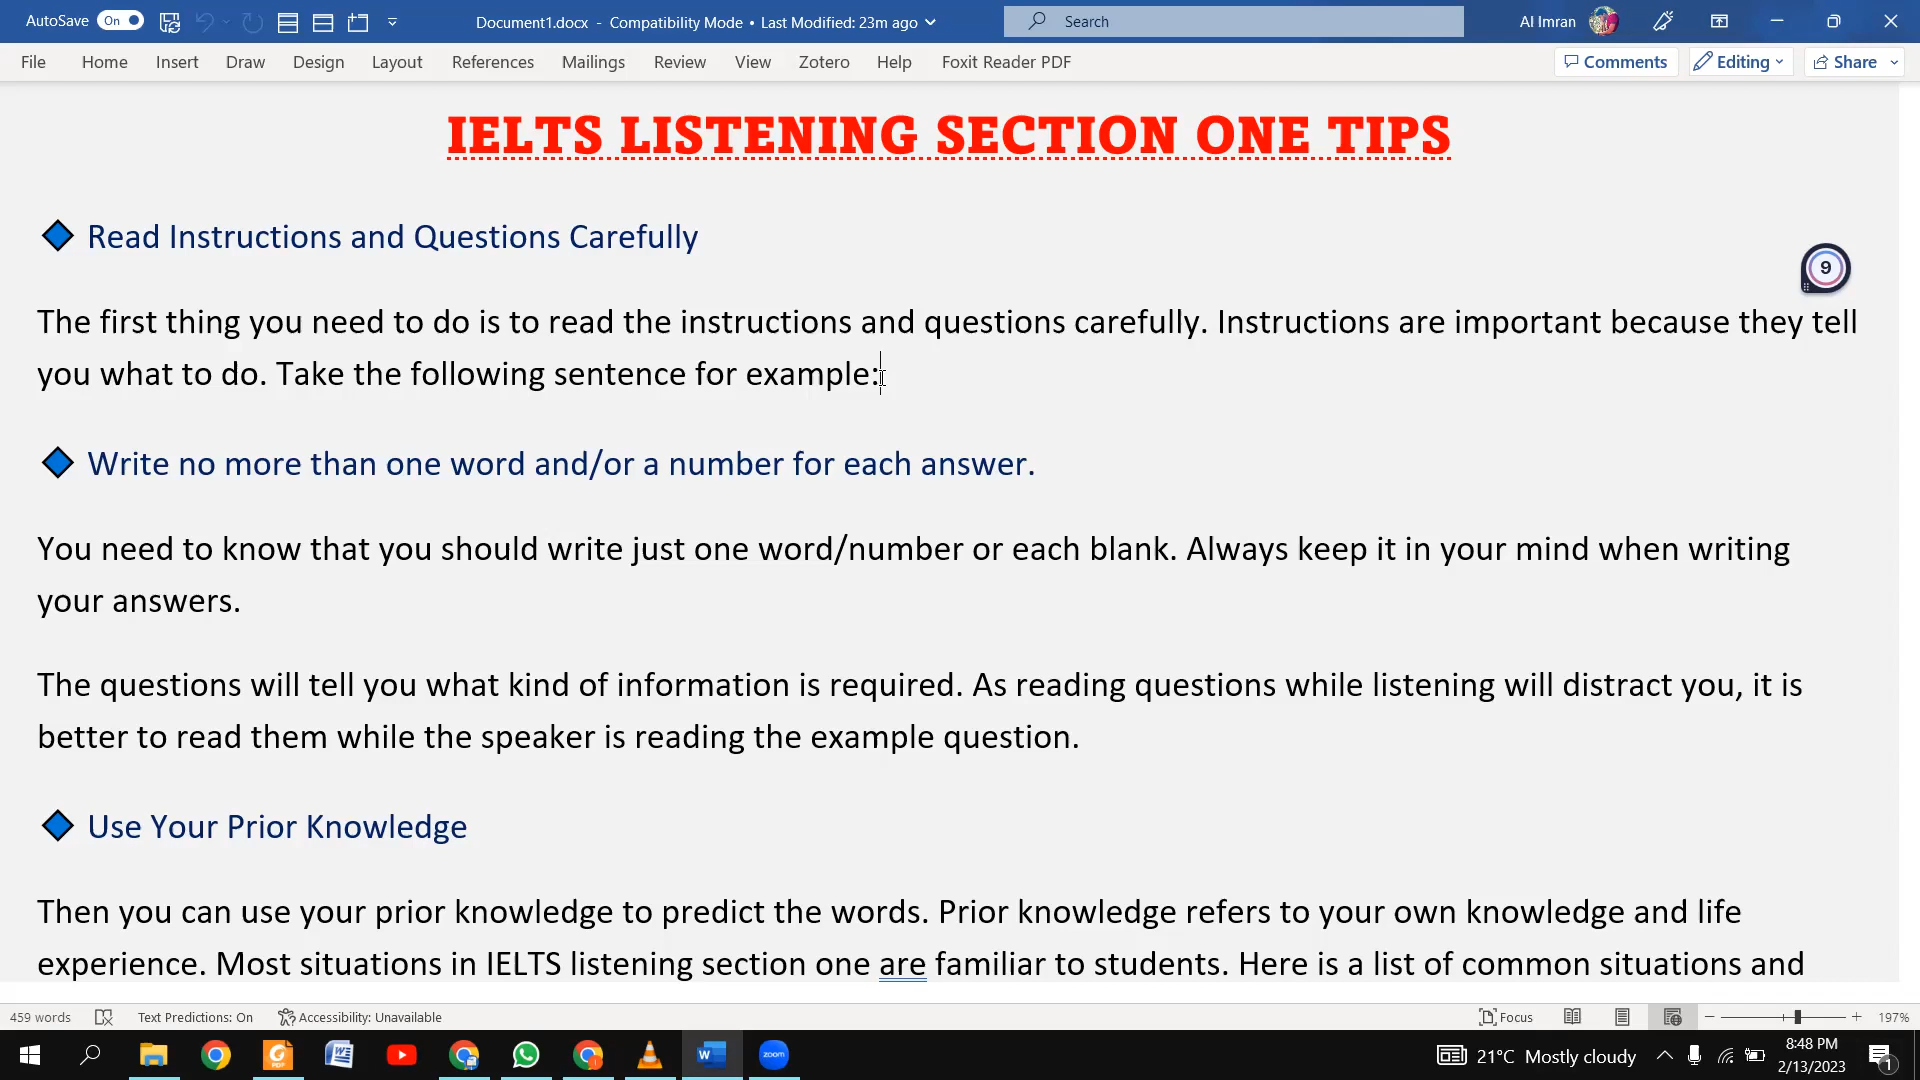 AutoSave On Document1.docx - Compatibility Mode • Last Modified: 23m ago Search Al Imran
File Home Insert Draw Design Layout References Mailings Review View Zotero Help Foxit Reader PDF Comments Editing Share
IELTS LISTENING SECTION ONE TIPS
Read Instructions and Questions Carefully
9
The first thing you need to do is to read the instructions and questions carefully. Instructions are important because they tell
you what to do. Take the following sentence for example:
Write no more than one word and/or a number for each answer.
You need to know that you should write just one word/number or each blank. Always keep it in your mind when writing
your answers.
The questions will tell you what kind of information is required. As reading questions while listening will distract you, it is
better to read them while the speaker is reading the example question.
Use Your Prior Knowledge
Then you can use your prior knowledge to predict the words. Prior knowledge refers to your own knowledge and life
experience. Most situations in IELTS listening section one are familiar to students. Here is a list of common situations and
459 words Text Predictions: On Accessibility: Unavailable Focus 197%
zoom 21°C Mostly cloudy 8:48 PM
2/13/2023 1